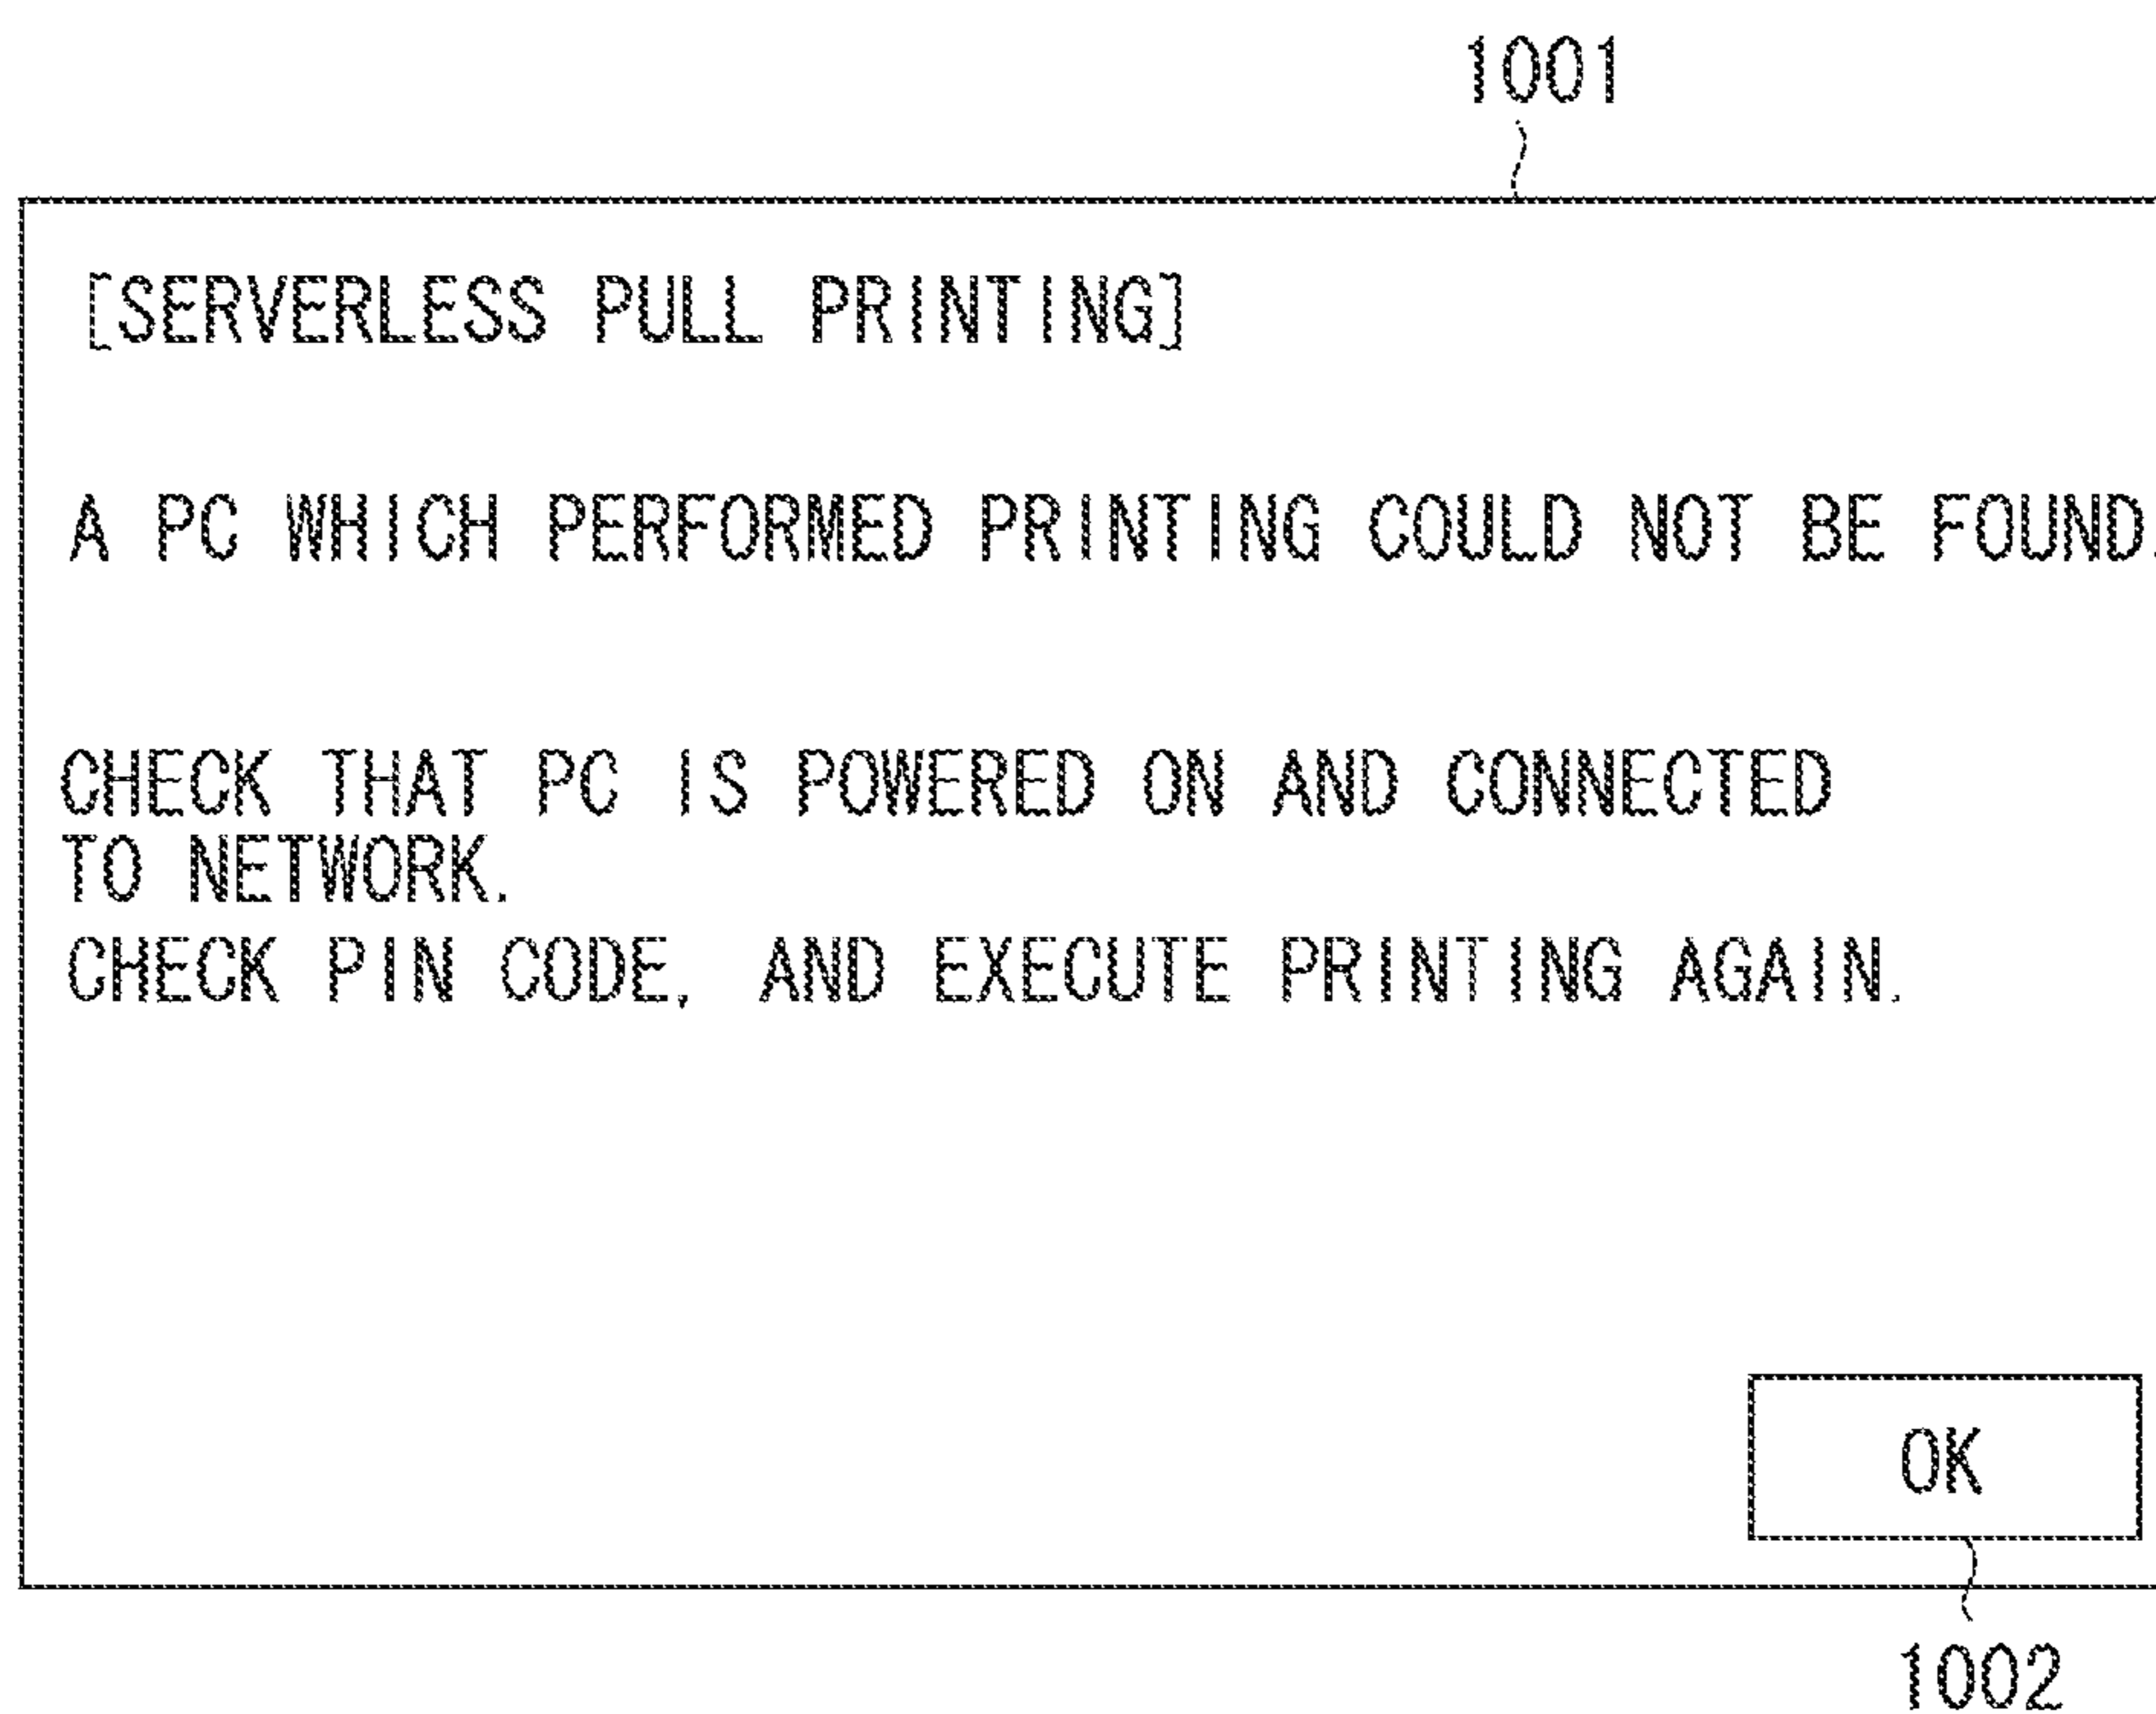 1001
[SERVERLESS PULL PRINTING]
A PC WHICH PERFORMED PRINTING COULD NOT BE FOUND.
CHECK THAT PC IS POWERED ON AND CONNECTED
TO NETWORK.
CHECK PIN CODE, AND EXECUTE PRINTING AGAIN.
OK
1002